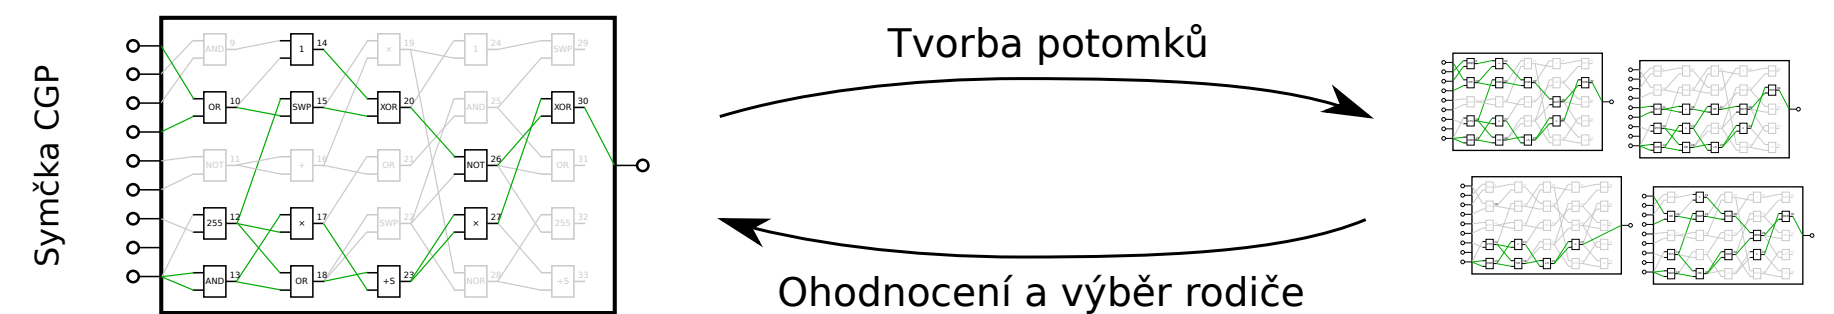 Symčka CGP
AND 9
1 14
× 19
1 24
SWP 29
OR 10
SWP 15
XOR 20
AND 25
XOR 30
NOT 11
+ 16
OR 21
NOT 26
OR 31
255 12
× 17
SWP 22
× 27
255 32
AND 13
OR 18
+S 23
NOR 28
+S 33
Tvorba potomků
Ohodnocení a výběr rodiče